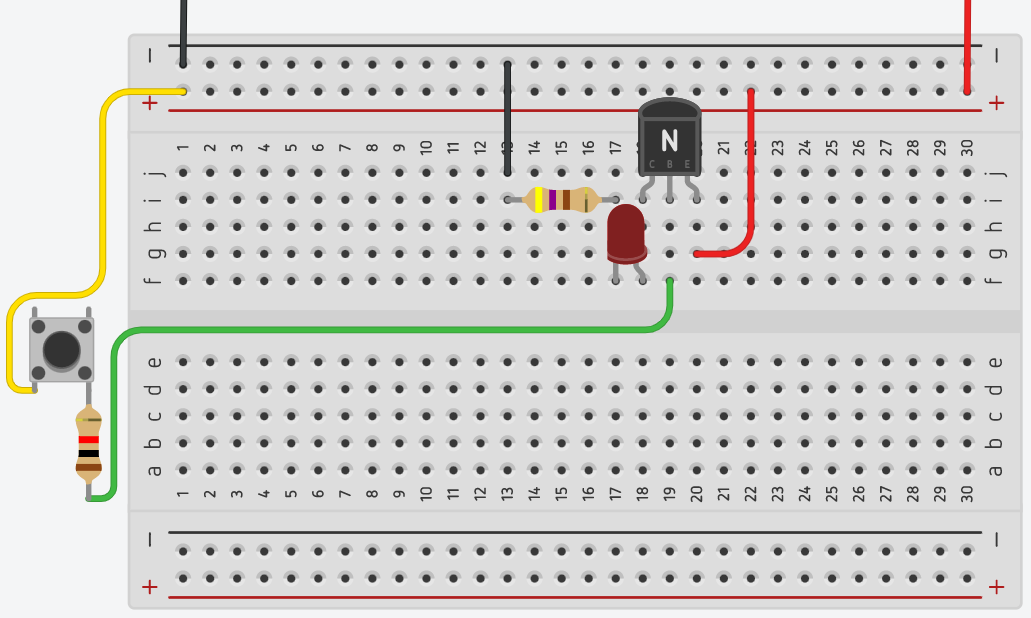 − −
+ +
1 2 3 4 5 6 7 8 9 10 11 12 13 14 15 16 17 18 20 21 22 23 24 25 26 27 28 29 30
N
C B E
j j
i i
h h
g g
f f
e e
d d
c c
b b
a a
1 2 3 4 5 6 7 8 9 10 11 12 13 14 15 16 17 18 19 20 21 22 23 24 25 26 27 28 29 30
− −
+ +